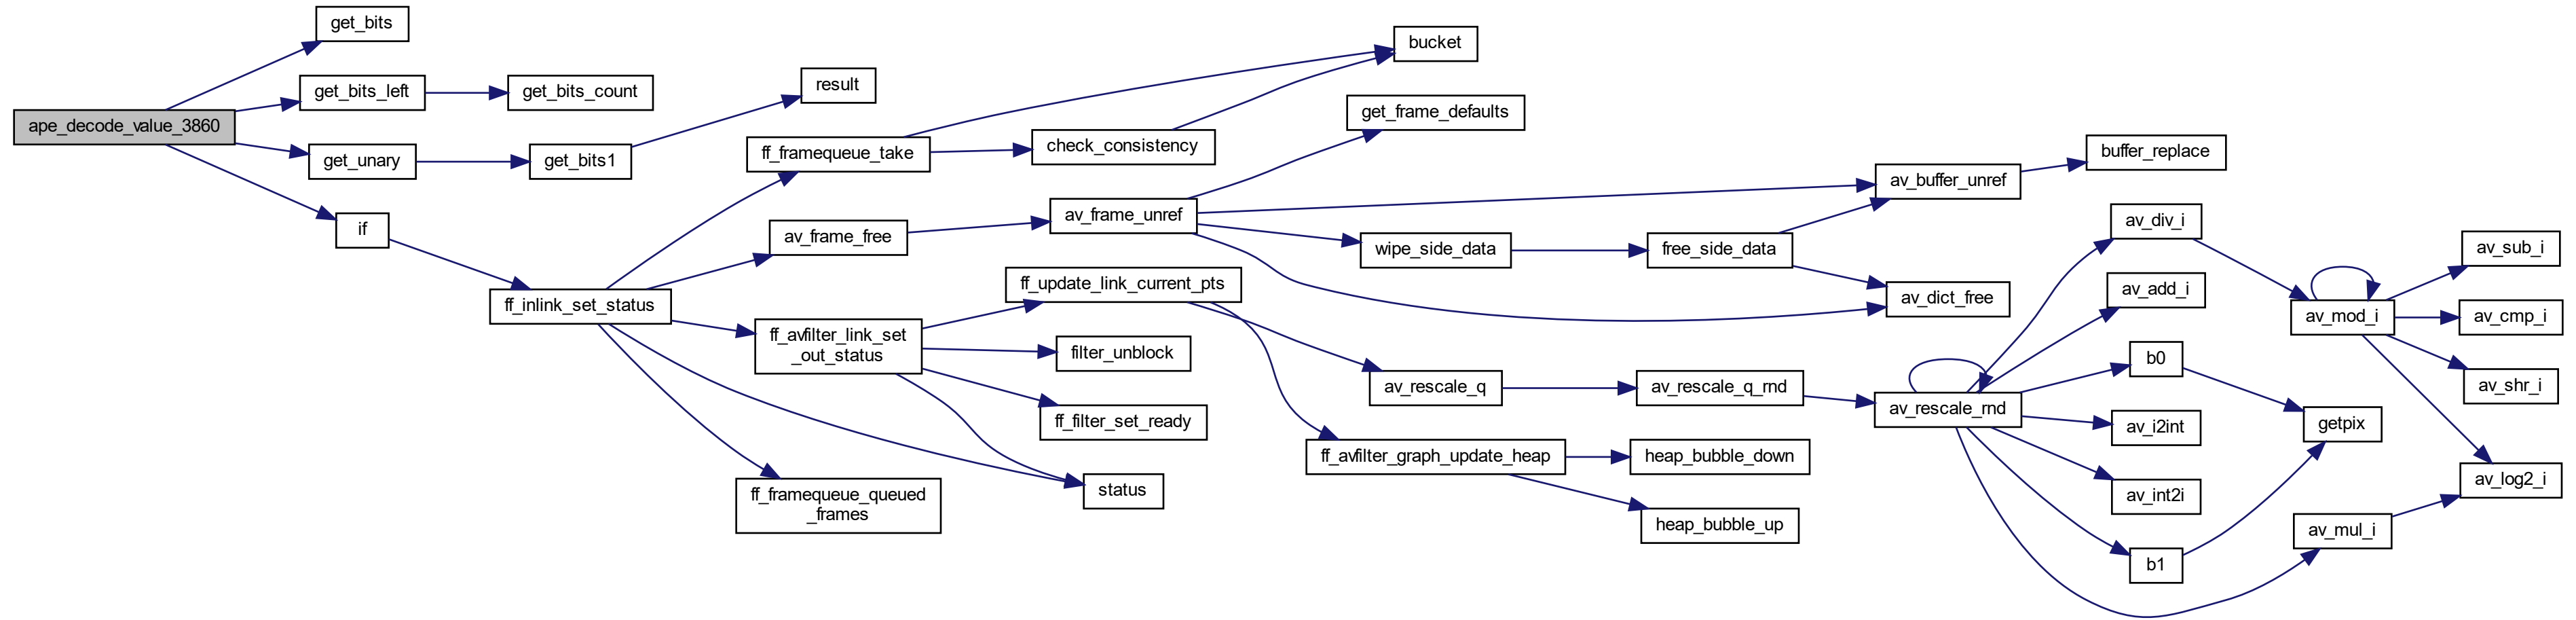 get_bits
get_bits_left
get_bits_count
ape_decode_value_3860
get_unary
get_bits1
result
if
ff_inlink_set_status
ff_framequeue_take
check_consistency
bucket
av_frame_free
av_frame_unref
get_frame_defaults
wipe_side_data
free_side_data
av_buffer_unref
buffer_replace
av_dict_free
ff_avfilter_link_set
_out_status
ff_update_link_current_pts
filter_unblock
ff_filter_set_ready
status
ff_framequeue_queued
_frames
av_rescale_q
av_rescale_q_rnd
av_rescale_rnd
ff_avfilter_graph_update_heap
heap_bubble_down
heap_bubble_up
av_div_i
av_add_i
b0
av_i2int
av_int2i
b1
av_mod_i
getpix
av_mul_i
av_sub_i
av_cmp_i
av_shr_i
av_log2_i